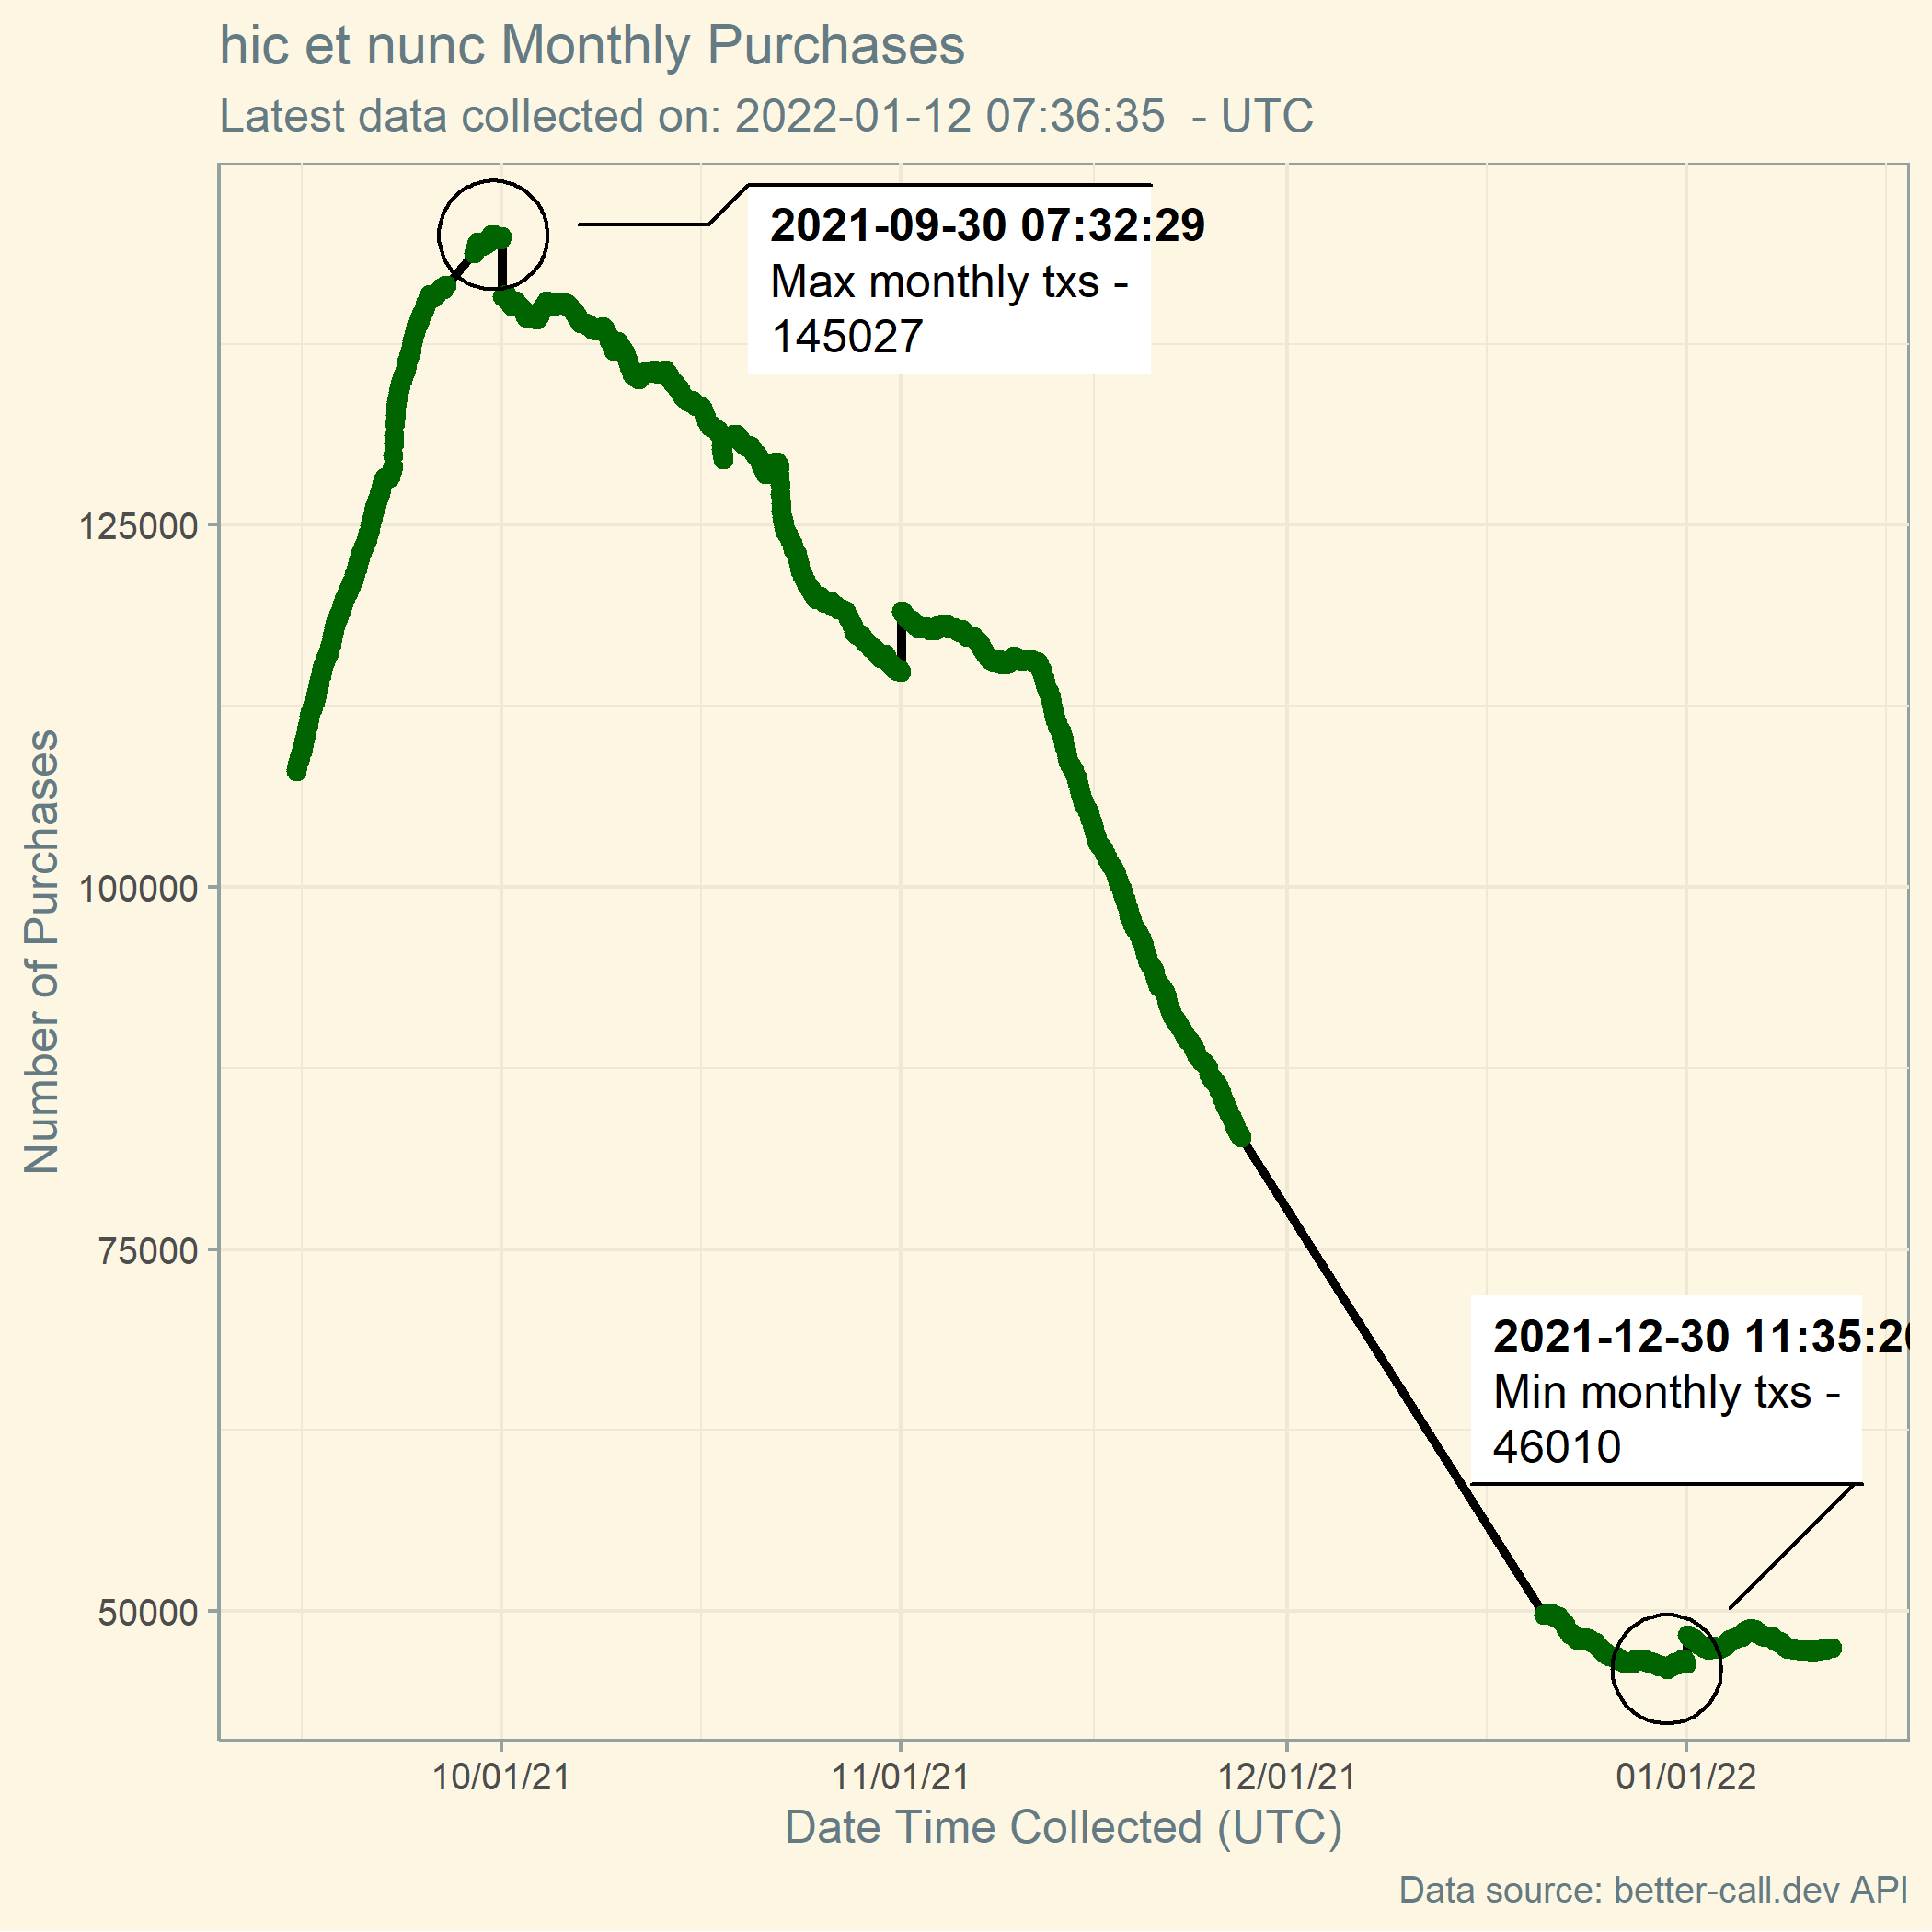 hic et nunc Monthly Purchases
Latest data collected on: 2022-01-12 07:36:35  - UTC
2021-09-30 07:32:29
Max monthly txs -
145027
125000
100000
75000
50000
Number of Purchases
2021-12-30 11:35:2
Min monthly txs -
46010
10/01/21
11/01/21
12/01/21
01/01/22
Date Time Collected (UTC)
Data source: better-call.dev API